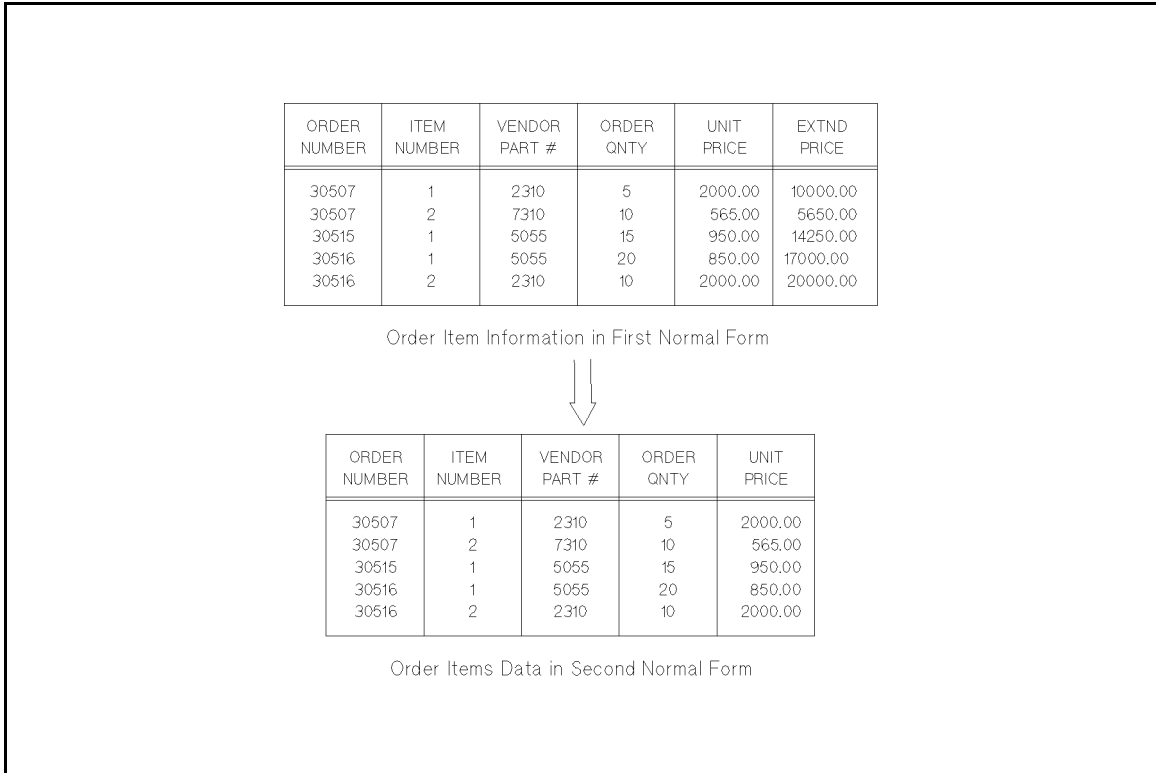 ORDER ITEM VENDOR ORDER UNIT EXTND
NUMBER NUMBER PART # QNTY PRICE PRICE
30507 1 2310 5 2000.00 10000.00
30507 2 7310 10 565.00 5650.00
30515 1 5055 15 950.00 14250.00
30516 1 5055 20 850.00 17000.00
30516 2 2310 10 2000.00 20000.00
Order Item Information in First Normal Form
ORDER ITEM VENDOR ORDER UNIT
NUMBER NUMBER PART # QNTY PRICE
30507 1 2310 5 2000.00
30507 2 7310 10 565.00
30515 1 5055 15 950.00
30516 1 5055 20 850.00
30516 2 2310 10 2000.00
Order Items Data in Second Normal Form